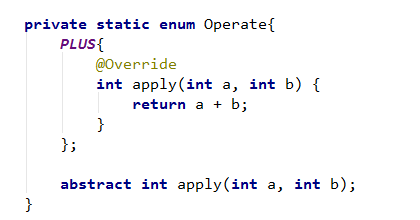 private static enum Operate{
    PLUS{
        @Override
        int apply(int a, int b) {
            return a + b;
        }
    };

    abstract int apply(int a, int b);
}